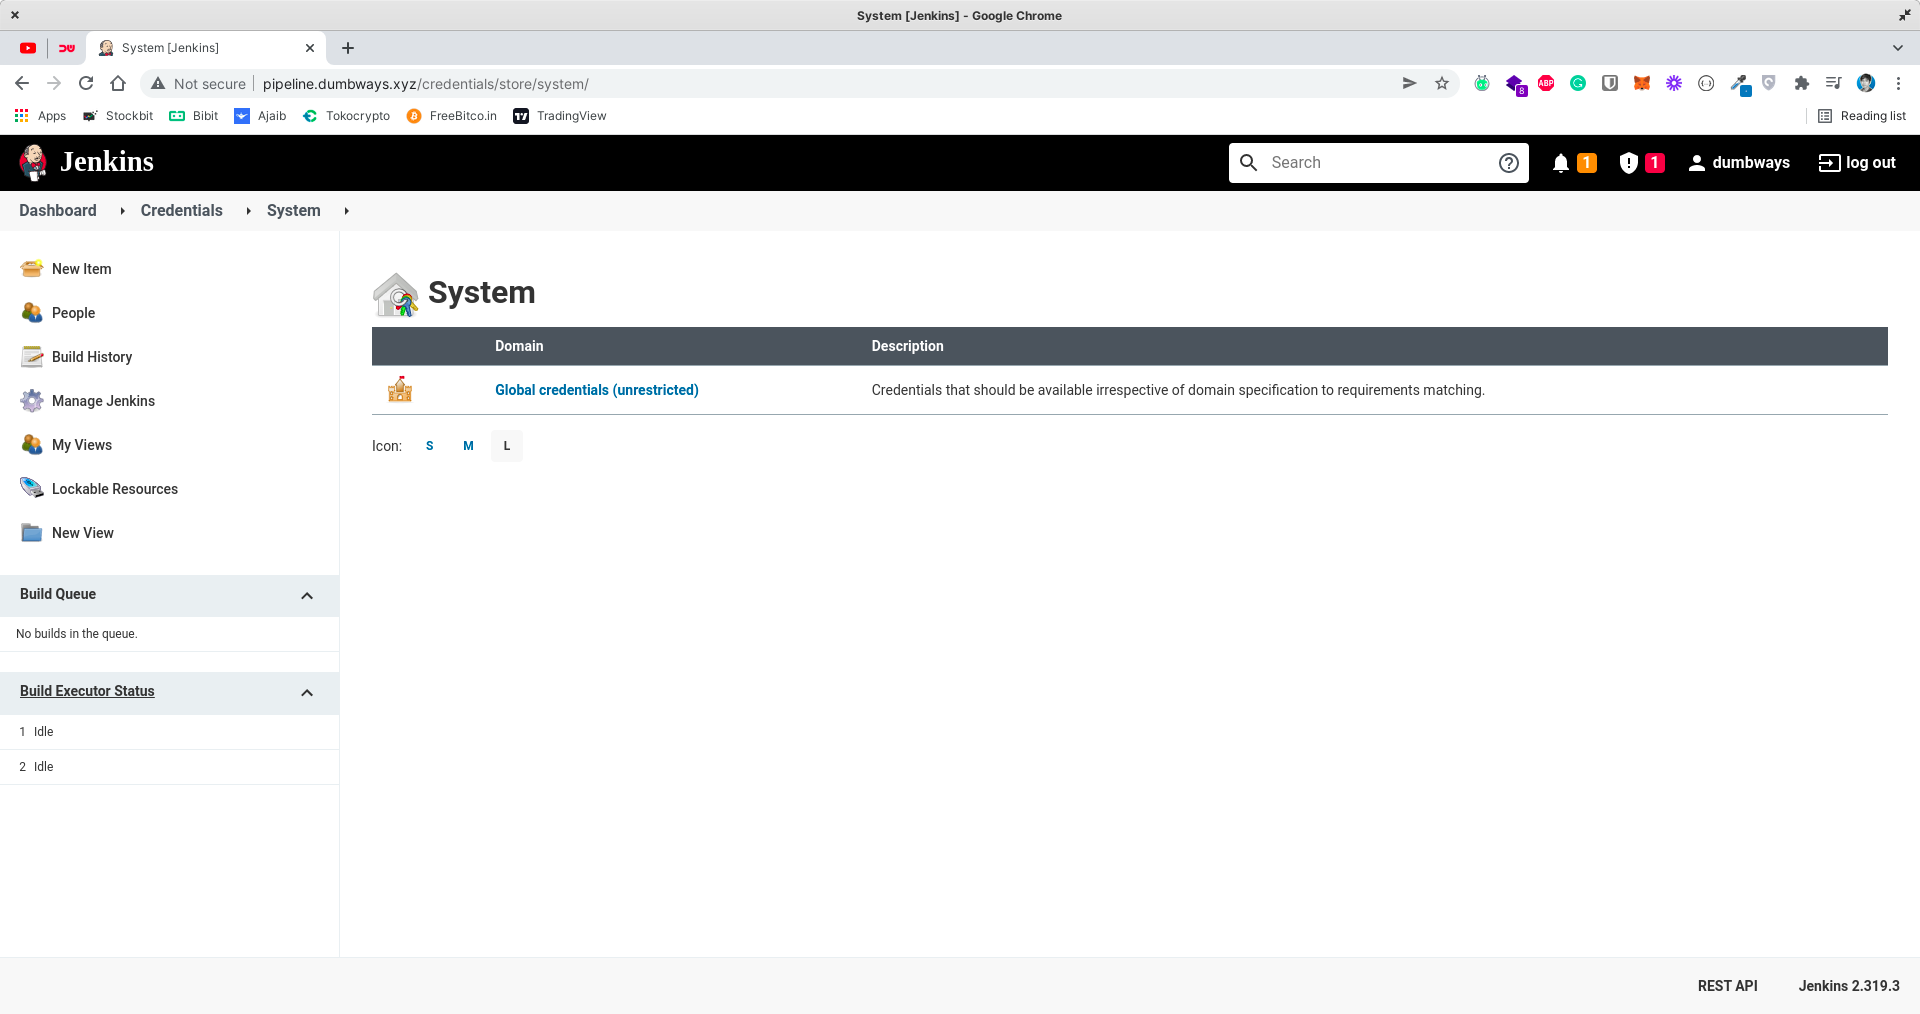 System [Jenkins] - Google Chrome
System [Jenkins]
Not secure pipeline.dumbways.xyz/credentials/store/system/
8 ABP
Apps Stockbit Bibit Ajaib Tokocrypto FreeBitco.in TradingView Reading list
Jenkins Search 1 1 dumbways log out
Dashboard Credentials System
New Item
People
Build History
Manage Jenkins
My Views
Lockable Resources
New View
Build Queue
No builds in the queue.
Build Executor Status
1 Idle
2 Idle
System
Domain Description
Global credentials (unrestricted) Credentials that should be available irrespective of domain specification to requirements matching.
Icon: S M L
REST API Jenkins 2.319.3